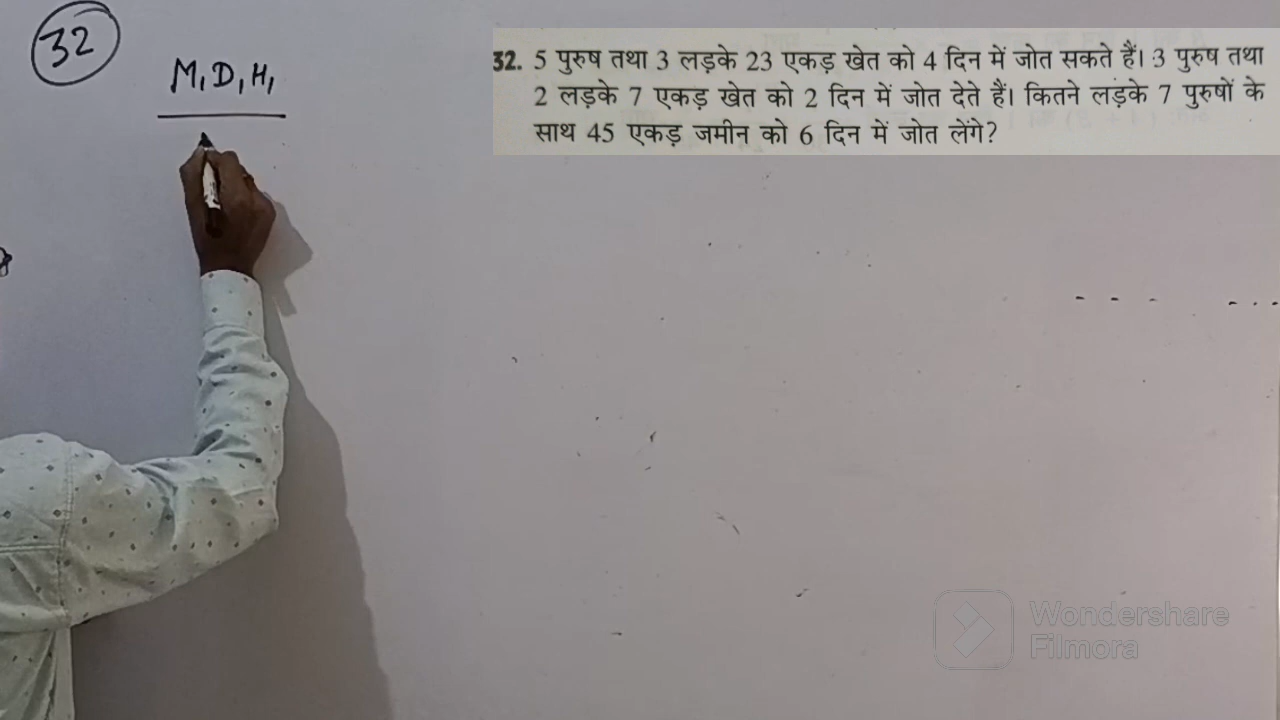 32
M₁D₁H₁
32. 5 पुरुष तथा 3 लड़के 23 एकड़ खेत को 4 दिन में जोत सकते हैं। 3 पुरुष तथा
2 लड़के 7 एकड़ खेत को 2 दिन में जोत देते हैं। कितने लड़के 7 पुरुषों के
साथ 45 एकड़ जमीन को 6 दिन में जोत लेंगे?
Wondershare
Filmora